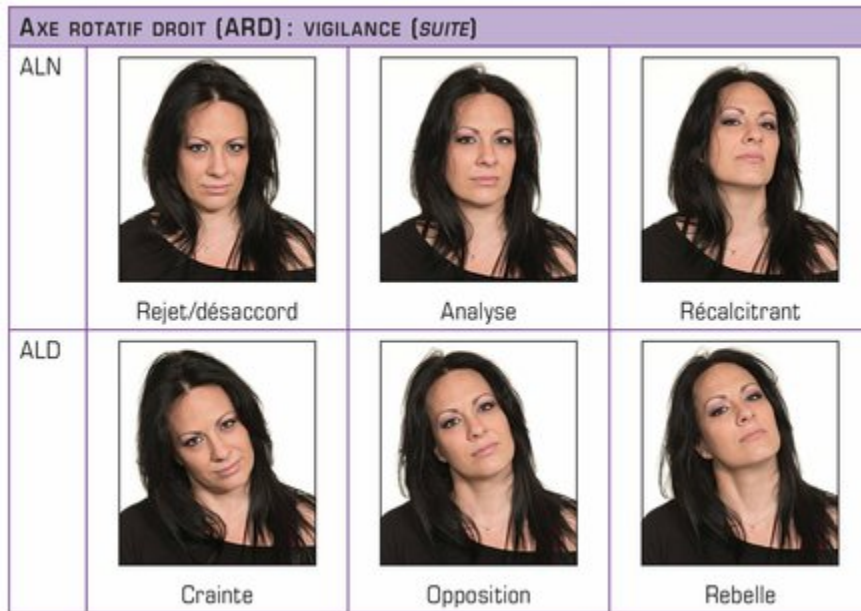 AXE ROTATIF DROIT (ARD) : VIGILANCE (SUITE)
ALN
Rejet/désaccord Analyse Récalcitrant
ALD
Crainte Opposition Rebelle